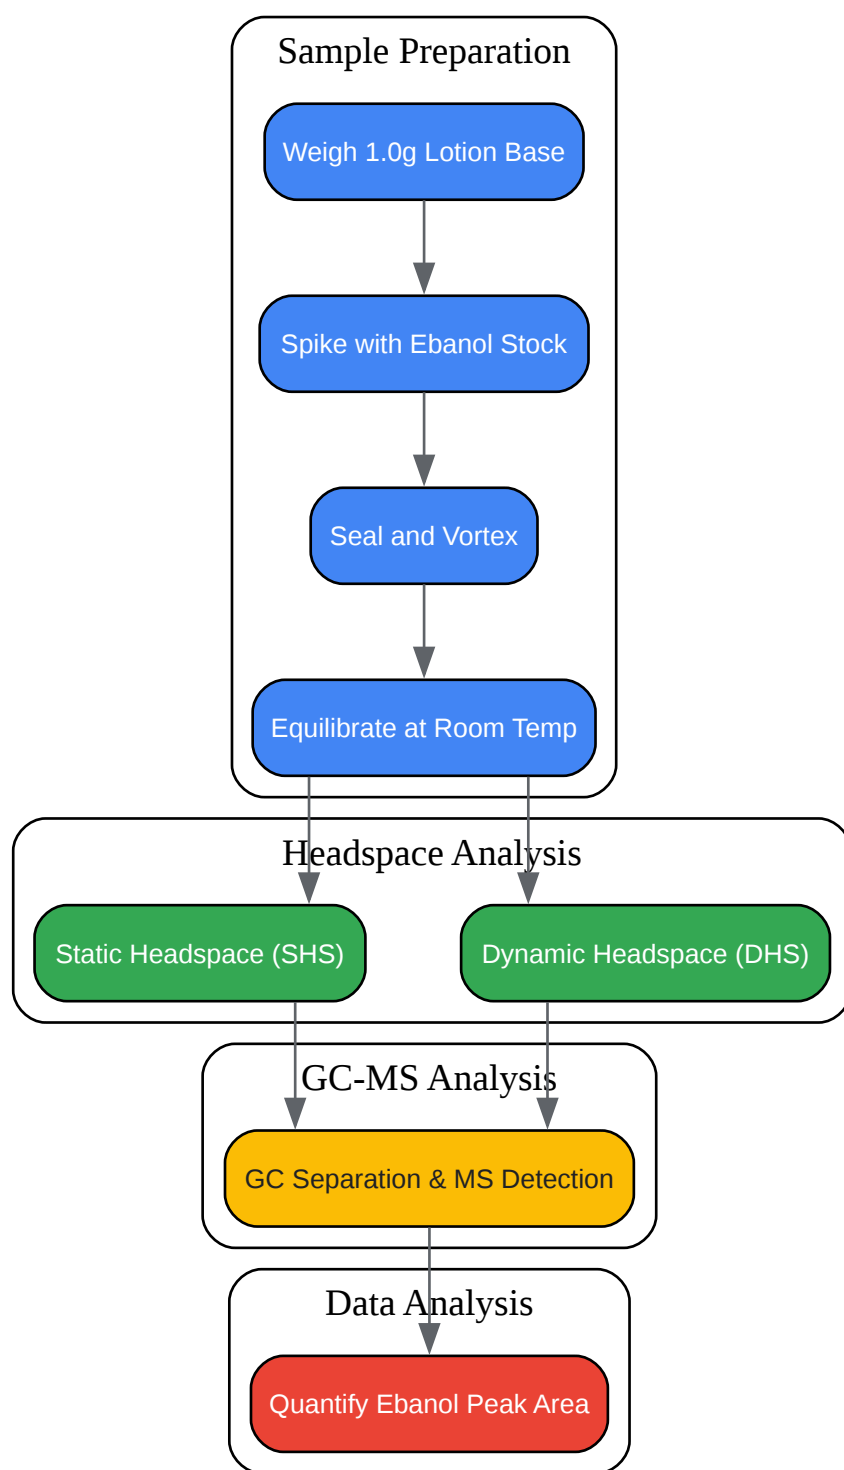 Sample Preparation
Weigh 1.0g Lotion Base
Spike with Ebanol Stock
Seal and Vortex
Equilibrate at Room Temp
Headspace Analysis
Static Headspace (SHS)
Dynamic Headspace (DHS)
GC-MS Analysis
GC Separation & MS Detection
Data Analysis
Quantify Ebanol Peak Area